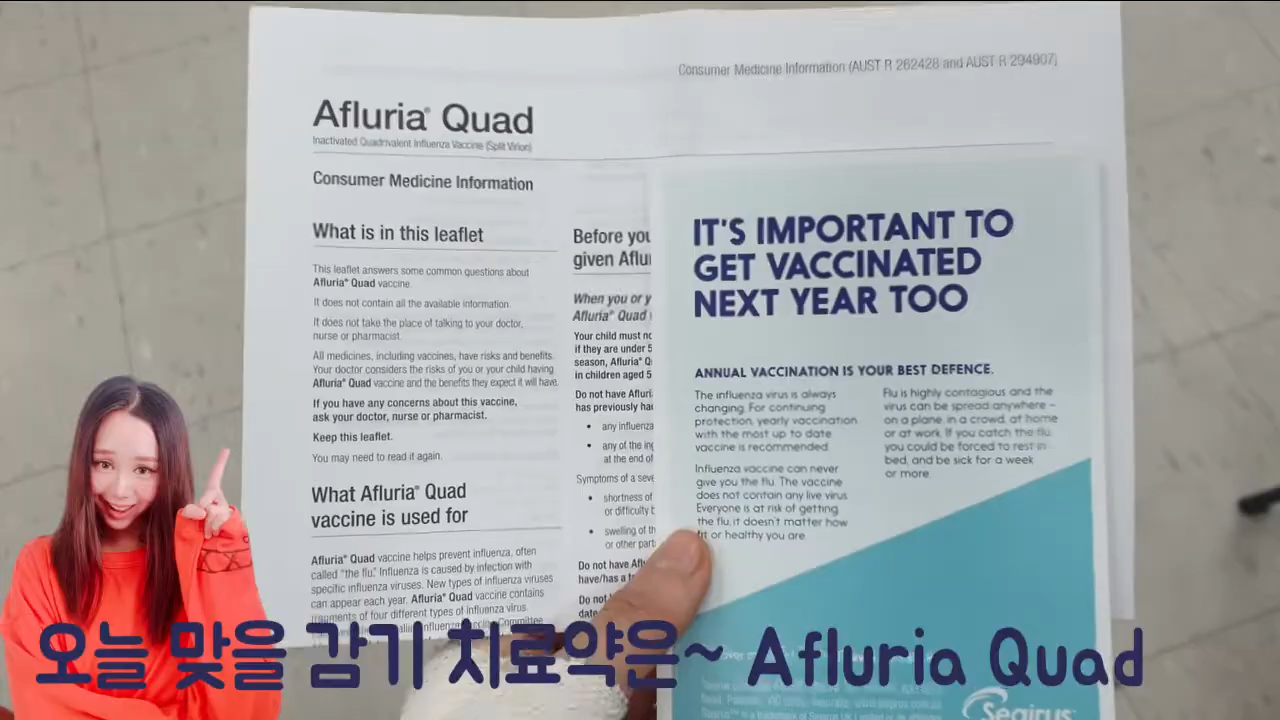 Consumer Medicine Information (AUST R 262428 and AUST R 294907)
Afluria® Quad
Inactivated Quadrivalent Influenza Vaccine (Split Virion)
Consumer Medicine Information
What is in this leaflet
This leaflet answers some common questions about
Afluria® Quad vaccine.
It does not contain all the available information.
It does not take the place of talking to your doctor,
nurse or pharmacist.
All medicines, including vaccines, have risks and benefits.
Your doctor considers the risks of you or your child having
Afluria® Quad vaccine and the benefits they expect it will have.
If you have any concerns about this vaccine,
ask your doctor, nurse or pharmacist.
Keep this leaflet.
You may need to read it again.
What Afluria® Quad
vaccine is used for
Afluria® Quad vaccine helps prevent influenza, often
called "the flu." Influenza is caused by infection with
specific influenza viruses. New types of influenza viruses
can appear each year. Afluria® Quad vaccine contains
fragments of four different types of influenza virus.
Committee
Before you
given Aflu
When you or y
Afluria® Quad
Your child must no
if they are under 5
season, Afluria® Q
in children aged 5
Do not have Afluri
has previously had
• any influenza
• any of the ing
at the end of
Symptoms of a seve
• shortness of
or difficulty b
• swelling of th
or other part
Do not have Aflu
have/has a
Do not
date
IT'S IMPORTANT TO
GET VACCINATED
NEXT YEAR TOO
ANNUAL VACCINATION IS YOUR BEST DEFENCE.
The influenza virus is always
changing. For continuing
protection, yearly vaccination
with the most up to date
vaccine is recommended.
Influenza vaccine can never
give you the flu. The vaccine
does not contain any live virus.
Everyone is at risk of getting
the flu, it doesn't matter how
fit or healthy you are.
Flu is highly contagious and the
virus can be spread anywhere –
on a plane, in a crowd, at home
or at work. If you catch the flu,
you could be forced to rest in
bed, and be sick for a week
or more.
Seqirus
오늘 맞을 감기 치료약은~ Afluria Quad